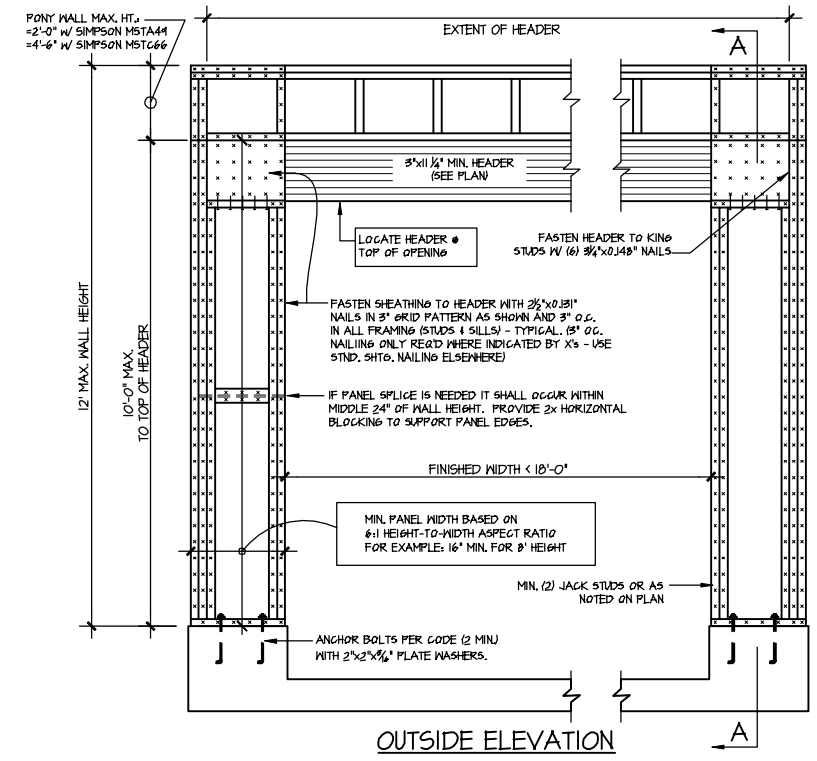 PONY WALL MAX. HT.:
=2'-0" W/ SIMPSON MSTA49
=4'-6" W/ SIMPSON MSTC66
EXTENT OF HEADER
A
3"x11 1/4" MIN. HEADER
(SEE PLAN)
LOCATE HEADER @
TOP OF OPENING
FASTEN HEADER TO KING
STUDS W/ (6) 3 1/4"x0.148" NAILS
FASTEN SHEATHING TO HEADER WITH 2 1/2"x0.131"
NAILS IN 3" GRID PATTERN AS SHOWN AND 3" O.C.
IN ALL FRAMING (STUDS & SILLS) - TYPICAL. (3" O.C.
NAILIING ONLY REQ'D WHERE INDICATED BY X's - USE
STND. SHTG. NAILING ELSEWHERE)
12' MAX. WALL HEIGHT
10'-0" MAX.
TO TOP OF HEADER
IF PANEL SPLICE IS NEEDED IT SHALL OCCUR WITHIN
MIDDLE 24" OF WALL HEIGHT. PROVIDE 2x HORIZONTAL
BLOCKING TO SUPPORT PANEL EDGES.
FINISHED WIDTH < 18'-0"
MIN. PANEL WIDTH BASED ON
6:1 HEIGHT-TO-WIDTH ASPECT RATIO
FOR EXAMPLE: 16" MIN. FOR 8' HEIGHT
MIN. (2) JACK STUDS OR AS
NOTED ON PLAN
ANCHOR BOLTS PER CODE (2 MIN.)
WITH 2"x2"x3/16" PLATE WASHERS.
A
OUTSIDE ELEVATION